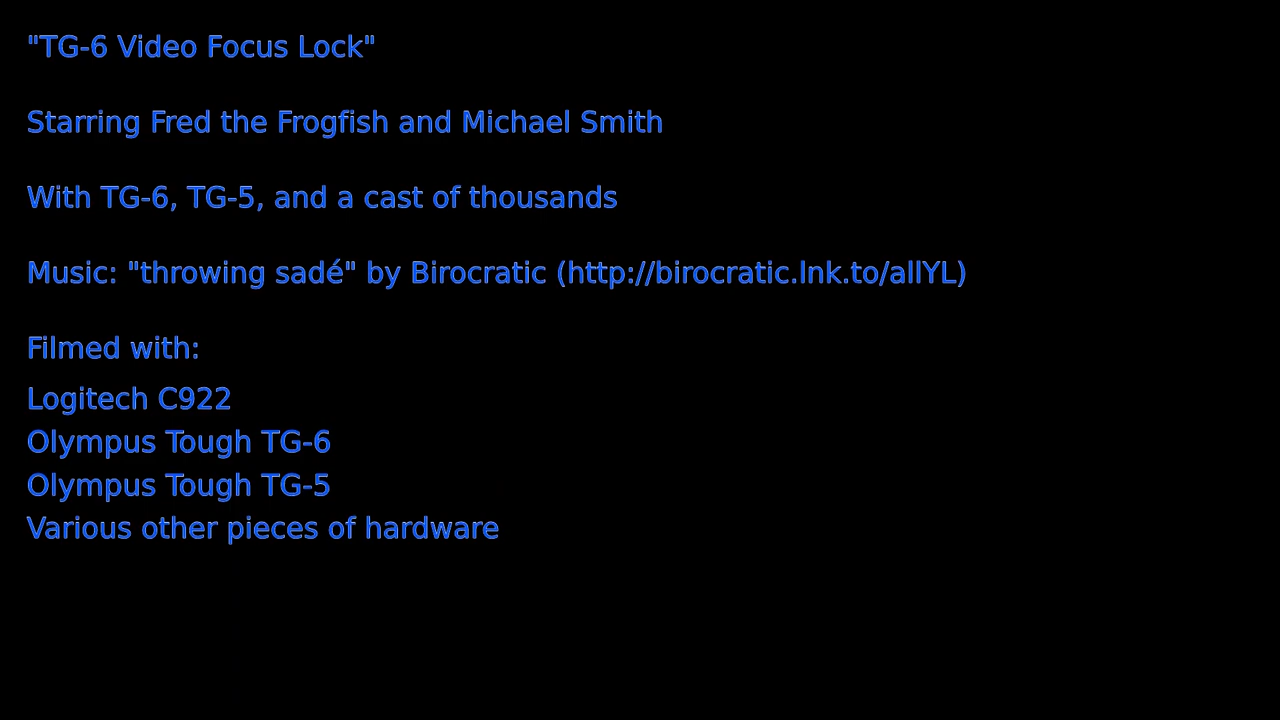 "TG-6 Video Focus Lock"
Starring Fred the Frogfish and Michael Smith
With TG-6, TG-5, and a cast of thousands
Music: "throwing sadé" by Birocratic (http://birocratic.lnk.to/allYL)
Filmed with:
Logitech C922
Olympus Tough TG-6
Olympus Tough TG-5
Various other pieces of hardware